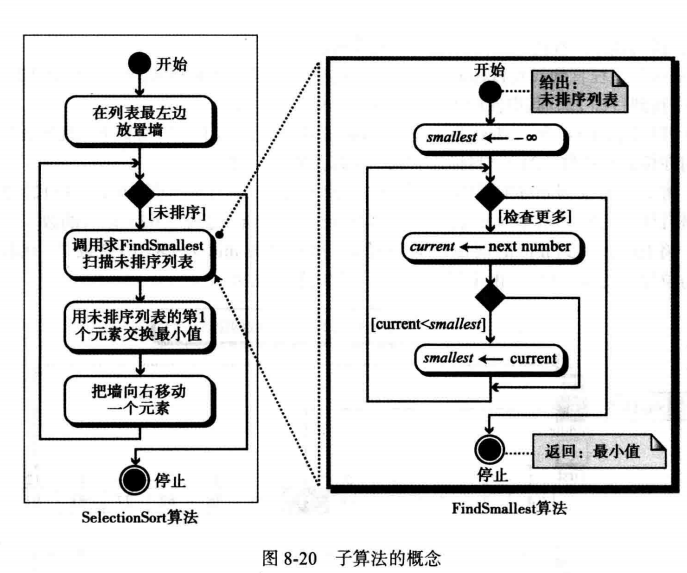 开始
在列表最左边
放置墙
[未排序]
调用求FindSmallest
扫描未排序列表
用未排序列表的第1
个元素交换最小值
把墙向右移动
一个元素
停止
SelectionSort算法
开始
给出：
未排序列表
smallest ← -∞
[检查更多]
current ← next number
[current<smallest]
smallest ← current
返回：最小值
停止
FindSmallest算法
图 8-20 子算法的概念